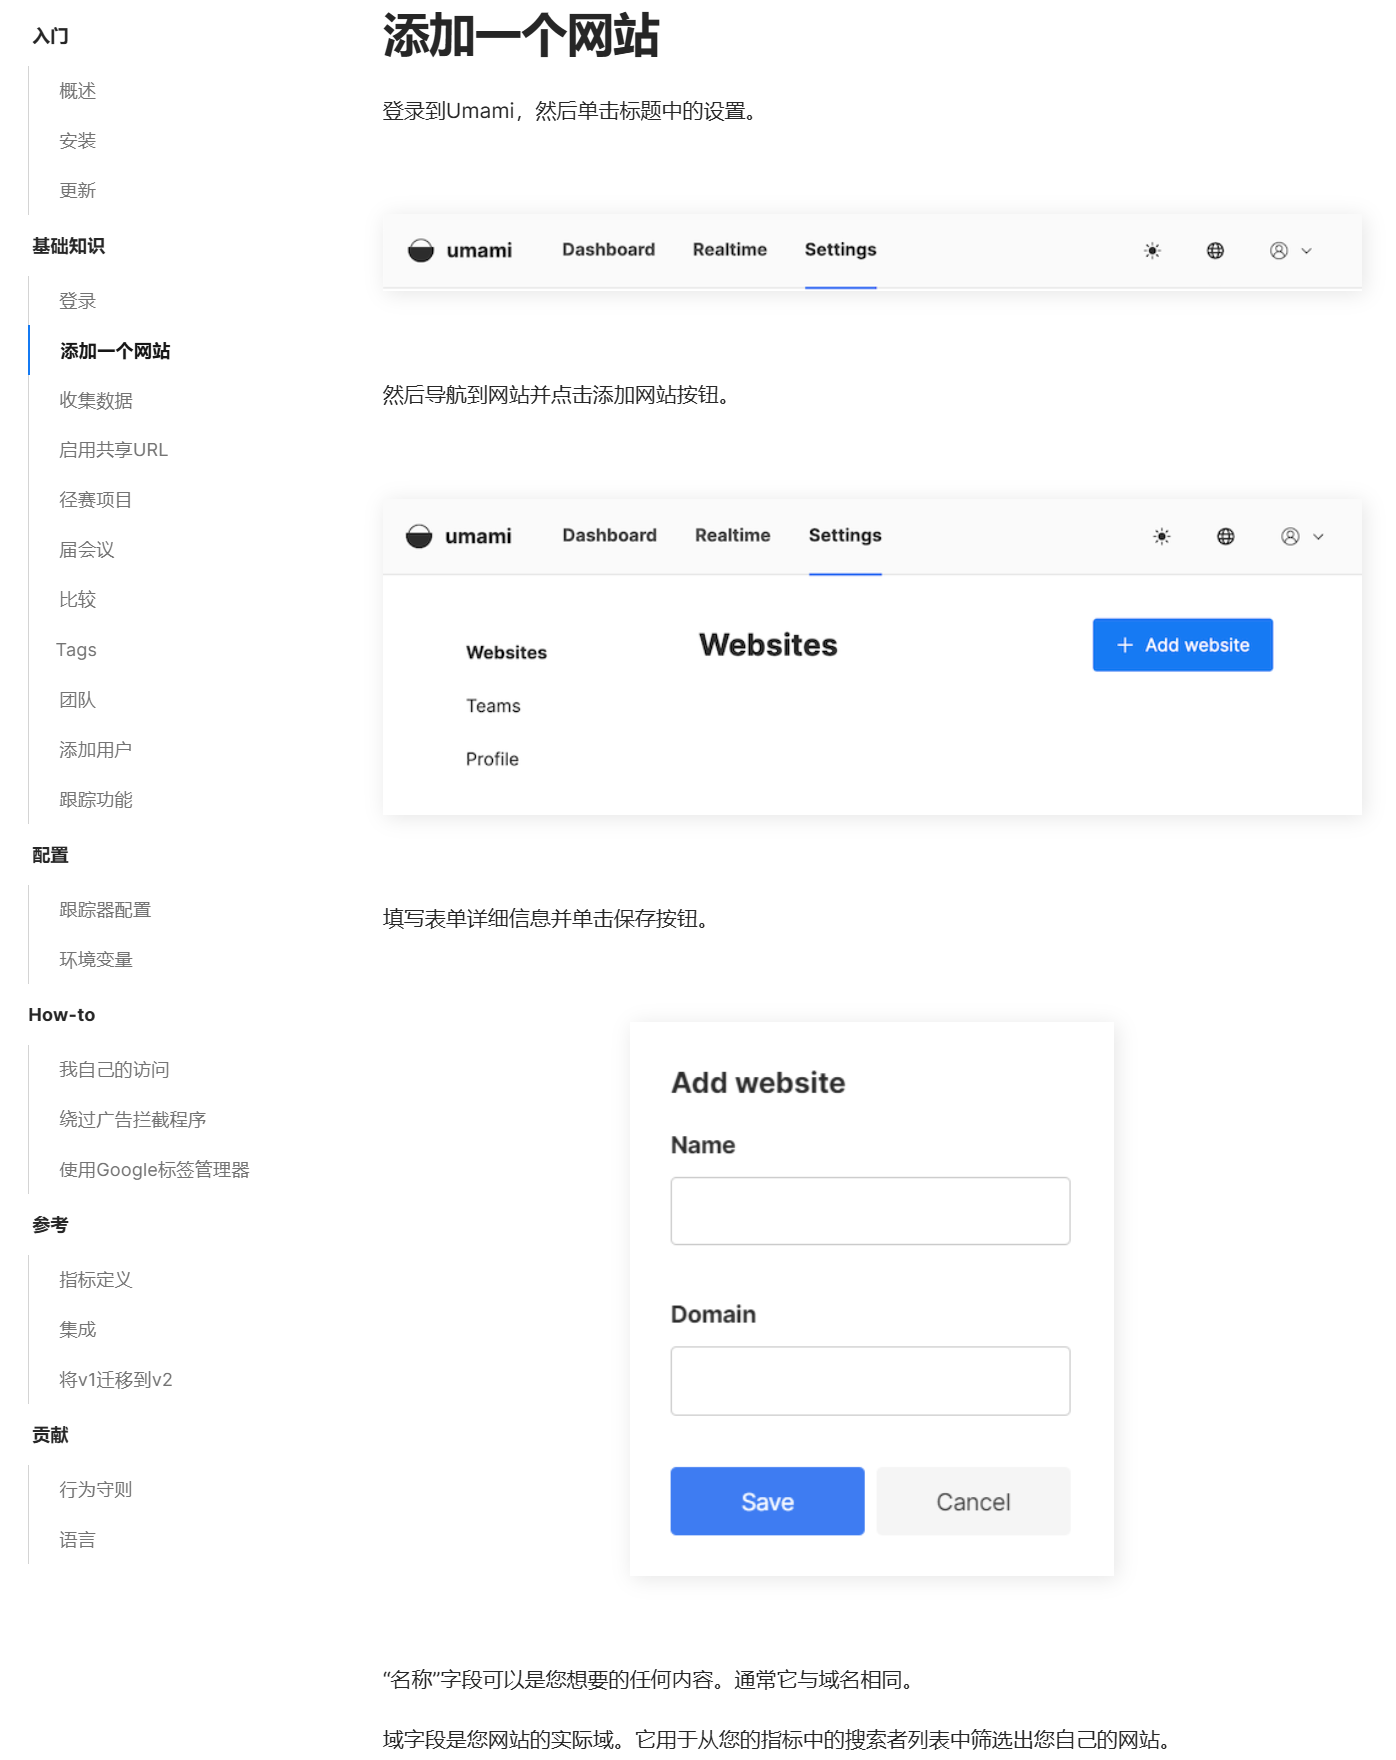 入门
概述
安装
更新
基础知识
登录
添加一个网站
收集数据
启用共享URL
径赛项目
届会议
比较
Tags
团队
添加用户
跟踪功能
配置
跟踪器配置
环境变量
How-to
我自己的访问
绕过广告拦截程序
使用Google标签管理器
参考
指标定义
集成
将v1迁移到v2
贡献
行为守则
语言
添加一个网站
登录到Umami，然后单击标题中的设置。
umami Dashboard Realtime Settings
然后导航到网站并点击添加网站按钮。
umami Dashboard Realtime Settings
Websites
Teams
Profile
Websites
+ Add website
填写表单详细信息并单击保存按钮。
Add website
Name
Domain
Save Cancel
“名称”字段可以是您想要的任何内容。通常它与域名相同。
域字段是您网站的实际域。它用于从您的指标中的搜索者列表中筛选出您自己的网站。